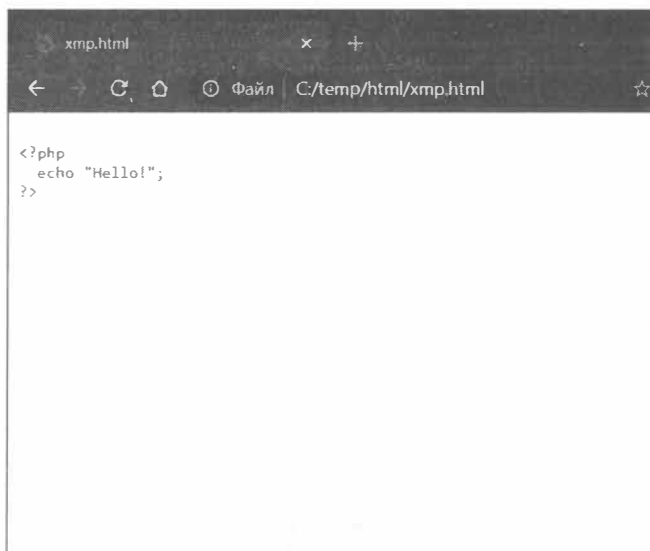 xmp.html
Файл C:/temp/html/xmp.html
<?php
echo "Hello!";
?>